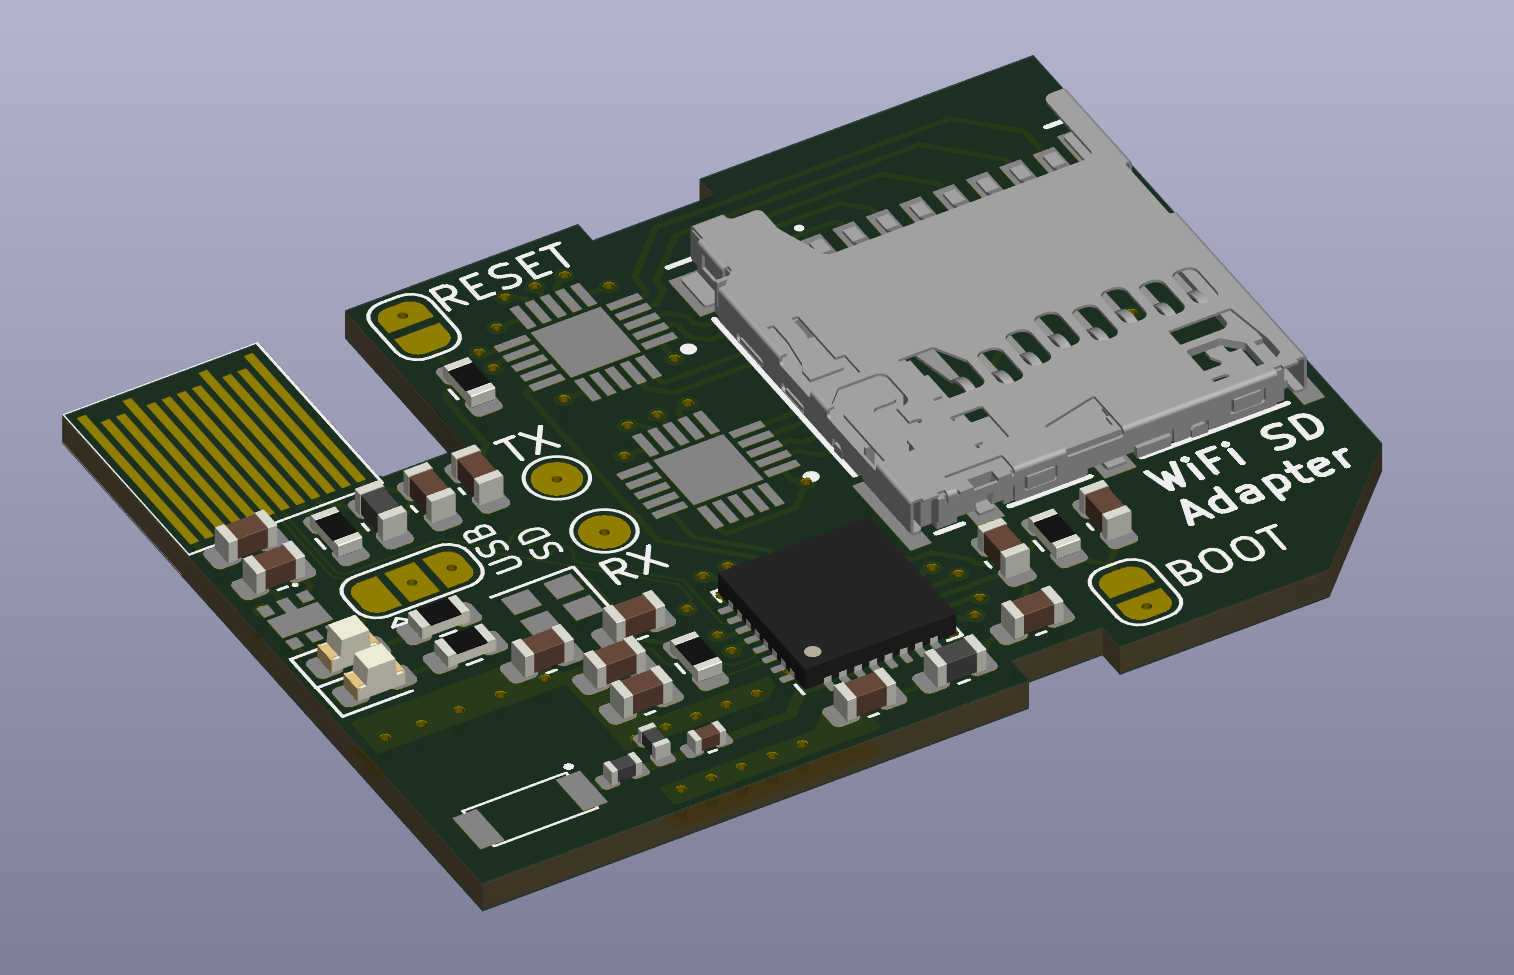 RESET
TX
USB
SD
RX
WiFi SD
Adapter
BOOT